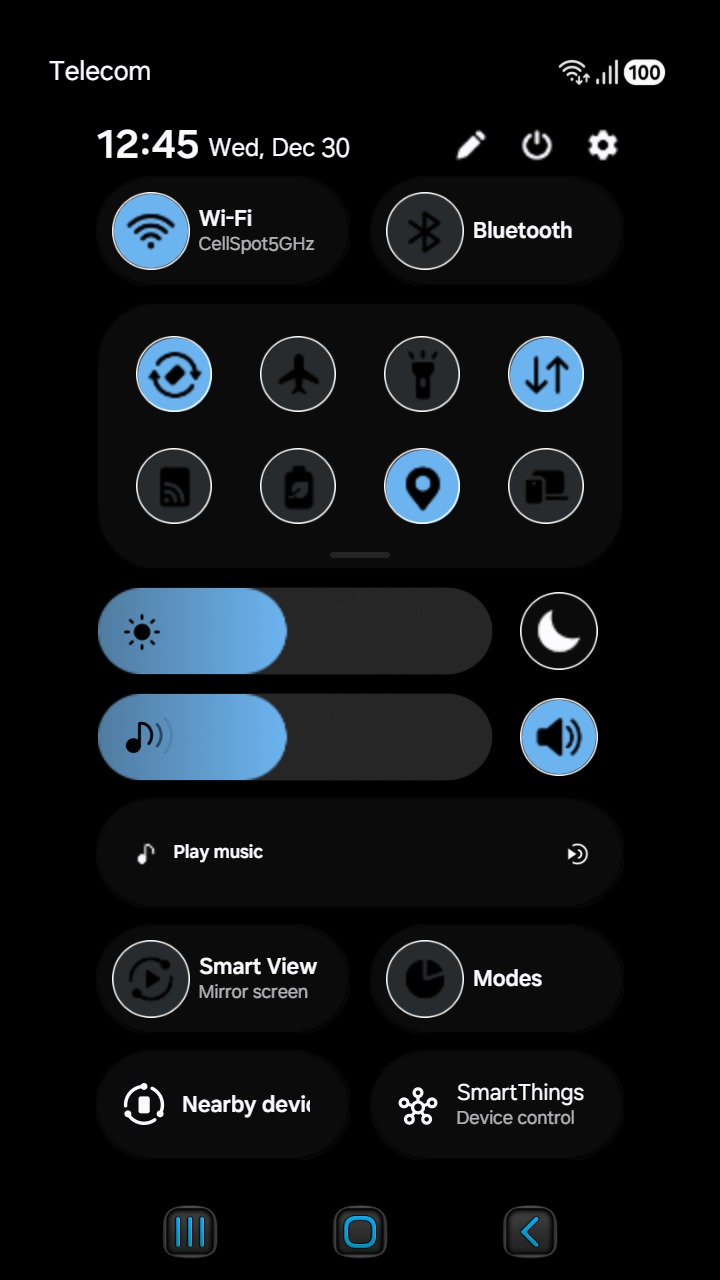 Telecom
100
12:45 Wed, Dec 30
Wi-Fi
CellSpot5GHz
Bluetooth
Play music
Smart View
Mirror screen
Modes
Nearby devic
SmartThings
Device control